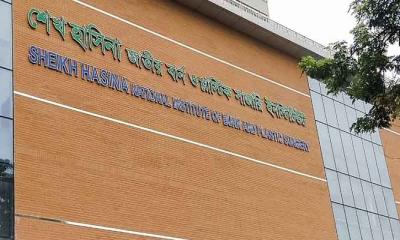 শেখ হাসিনা জাতীয় বার্ন ও প্লাস্টিক সার্জারি ইনস্টিটিউট
SHEIKH HASINA NATIONAL INSTITUTE OF BURN AND PLASTIC SURGERY